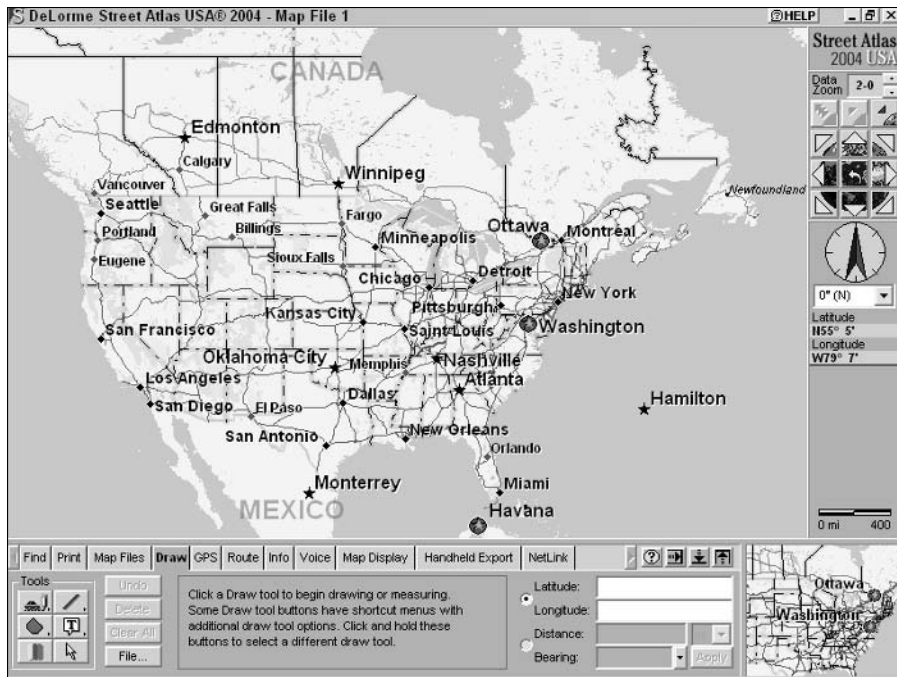 DeLorme Street Atlas USA® 2004 - Map File 1
HELP
Street Atlas
2004 USA
Data
Zoom
2-0
CANADA
Edmonton
Calgary
Winnipeg
Vancouver
Seattle
Great Falls
Fargo
Newfoundland
Portland
Billings
Ottawa
Montréal
Minneapolis
Eugene
Sioux Falls
Chicago
Detroit
0° (N)
New York
Pittsburgh
Kansas City
Latitude
N55° 5'
Longitude
W79° 7'
San Francisco
Saint Louis
Washington
Oklahoma City
Memphis
Nashville
Los Angeles
Atlanta
Dallas
Hamilton
San Diego
El Paso
New Orleans
San Antonio
Orlando
Monterrey
Miami
MEXICO
Havana
0 mi 400
Find Print Map Files Draw GPS Route Info Voice Map Display Handheld Export NetLink
Tools
Undo
Delete
Clear All
File...
Click a Draw tool to begin drawing or measuring.
Some Draw tool buttons have shortcut menus with
additional draw tool options. Click and hold these
buttons to select a different draw tool.
Latitude:
Longitude:
Distance:
Bearing:
Apply
Ottawa
Washington